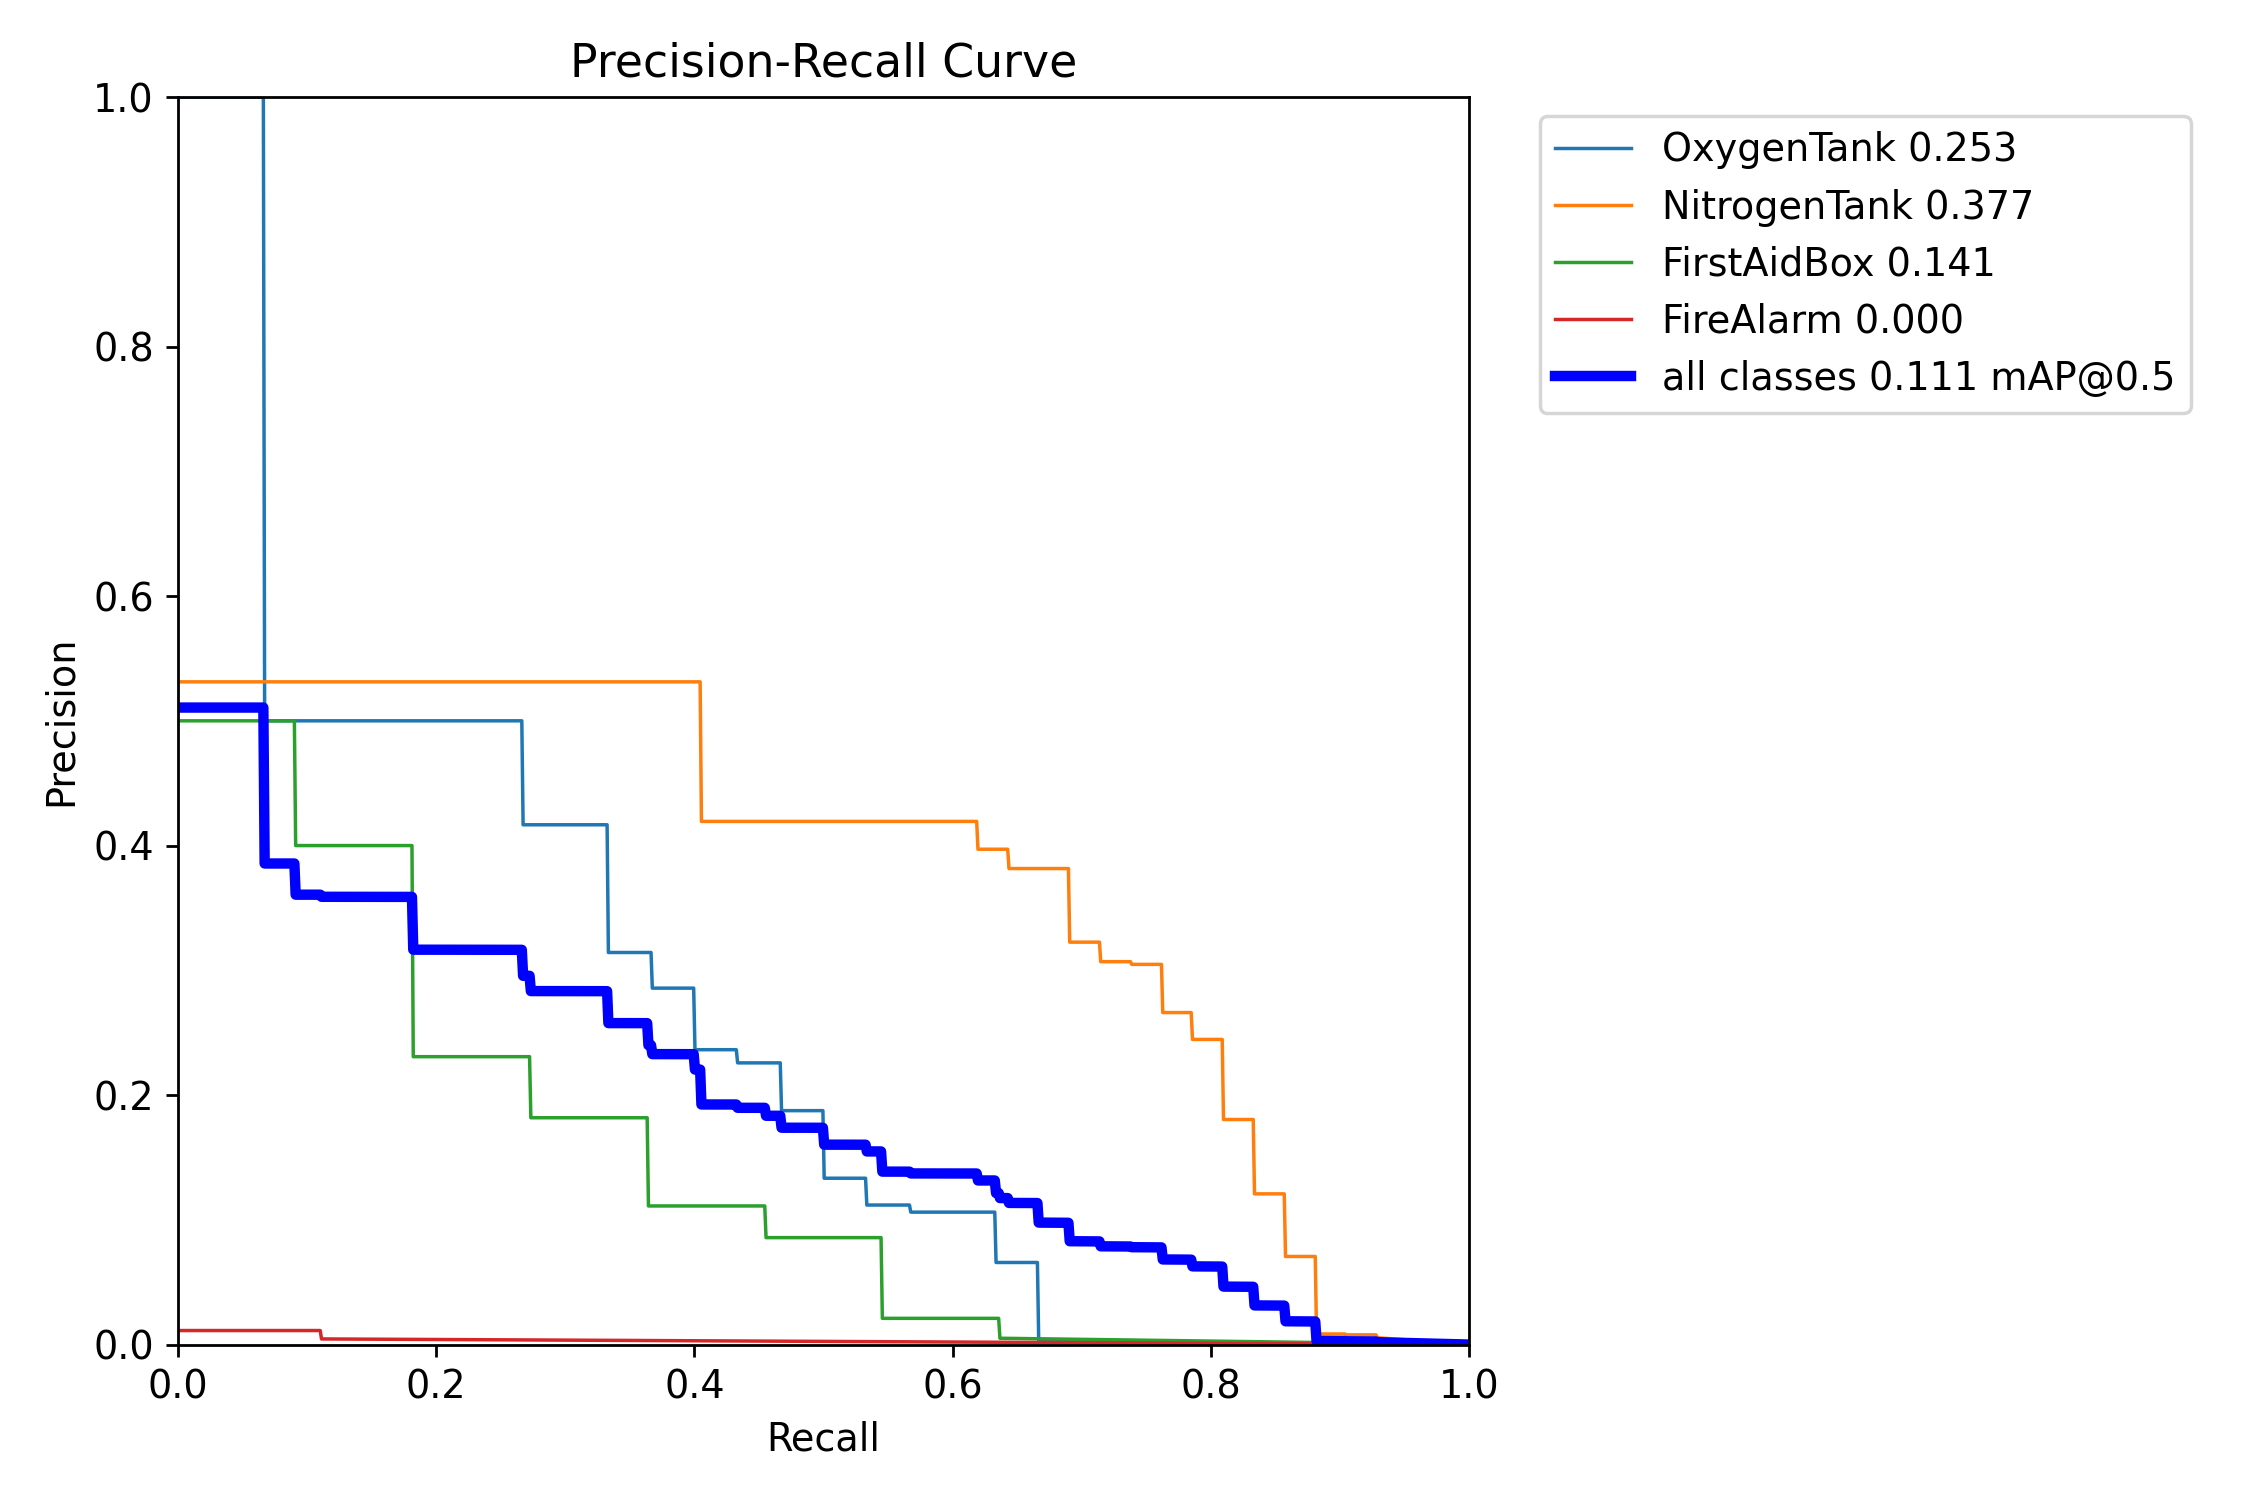 Precision-Recall Curve
1.0
0.8
0.6
0.4
0.2
0.0
Precision
0.0 0.2 0.4 0.6 0.8 1.0
Recall
OxygenTank 0.253
NitrogenTank 0.377
FirstAidBox 0.141
FireAlarm 0.000
all classes 0.111 mAP@0.5